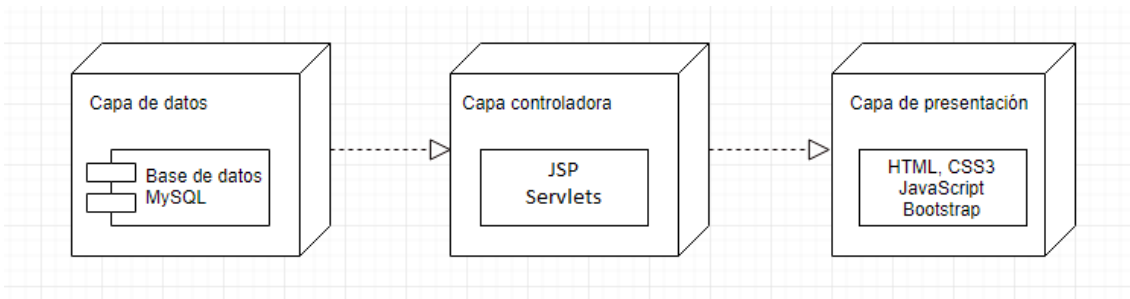 Capa de datos
Base de datos
MySQL
Capa controladora
JSP
Servlets
Capa de presentación
HTML, CSS3
JavaScript
Bootstrap